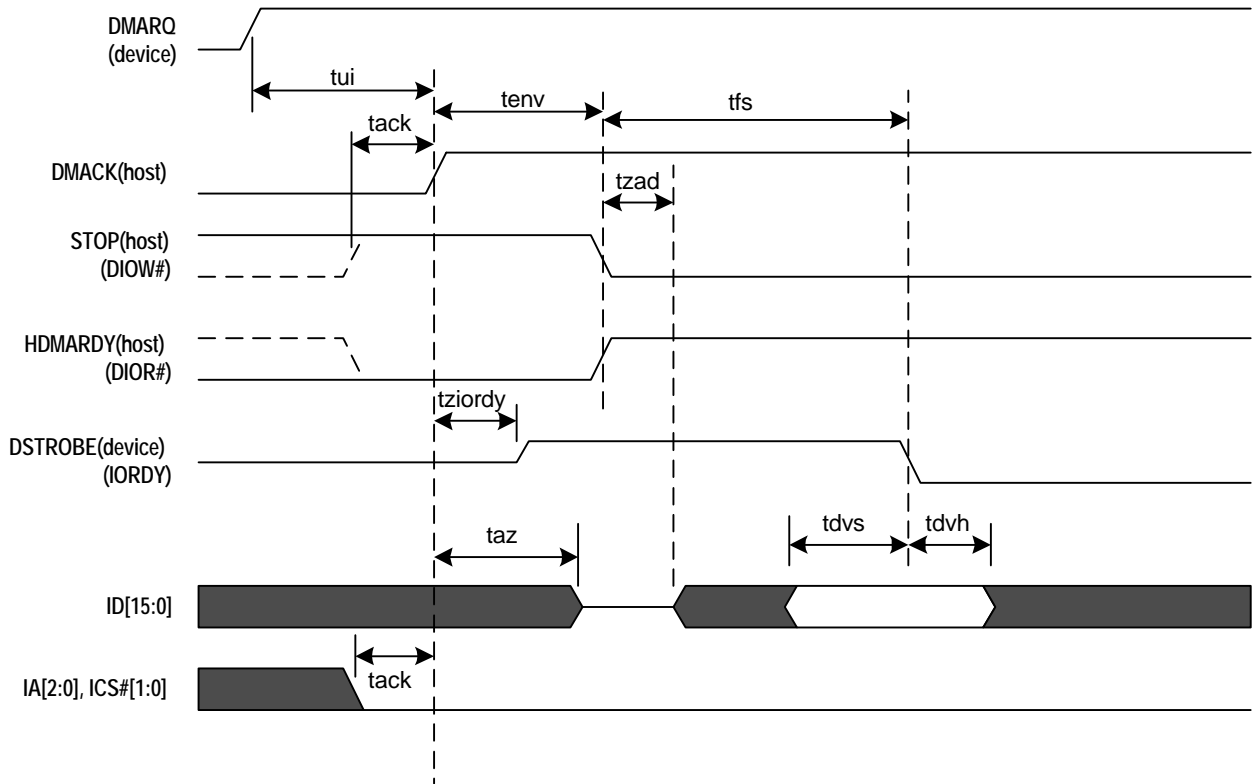 DMARQ
(device)
tui
tenv
tfs
tack
DMACK(host)
tzad
STOP(host)
(DIOW#)
HDMARDY(host)
(DIOR#)
tziordy
DSTROBE(device)
(IORDY)
tdvs
tdvh
taz
ID[15:0]
tack
IA[2:0], ICS#[1:0]